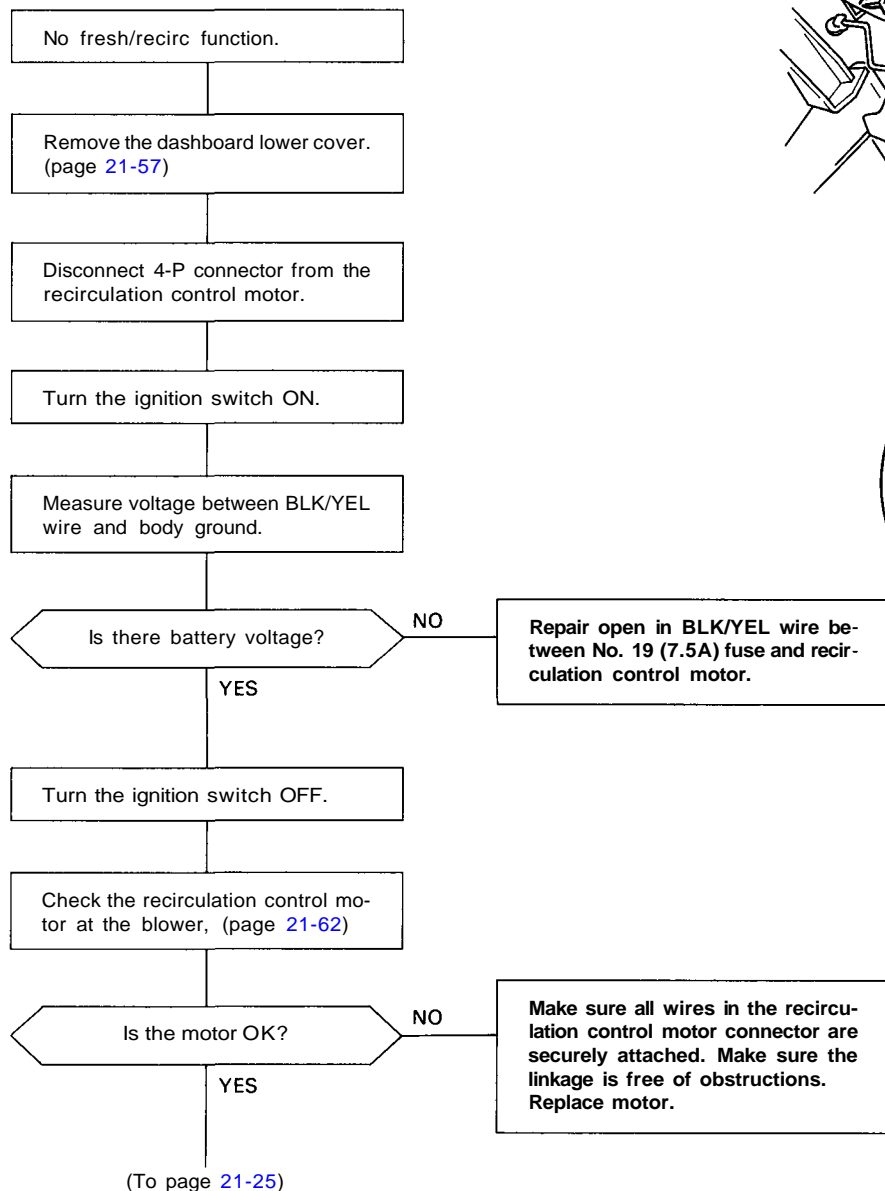 No fresh/recirc function.
Remove the dashboard lower cover.
(page 21-57)
Disconnect 4-P connector from the
recirculation control motor.
Turn the ignition switch ON.
Measure voltage between BLK/YEL
wire and body ground.
Is there battery voltage?
NO
Repair open in BLK/YEL wire be-
tween No. 19 (7.5A) fuse and recir-
culation control motor.
YES
Turn the ignition switch OFF.
Check the recirculation control mo-
tor at the blower, (page 21-62)
Is the motor OK?
NO
Make sure all wires in the recircu-
lation control motor connector are
securely attached. Make sure the
linkage is free of obstructions.
Replace motor.
YES
(To page 21-25)